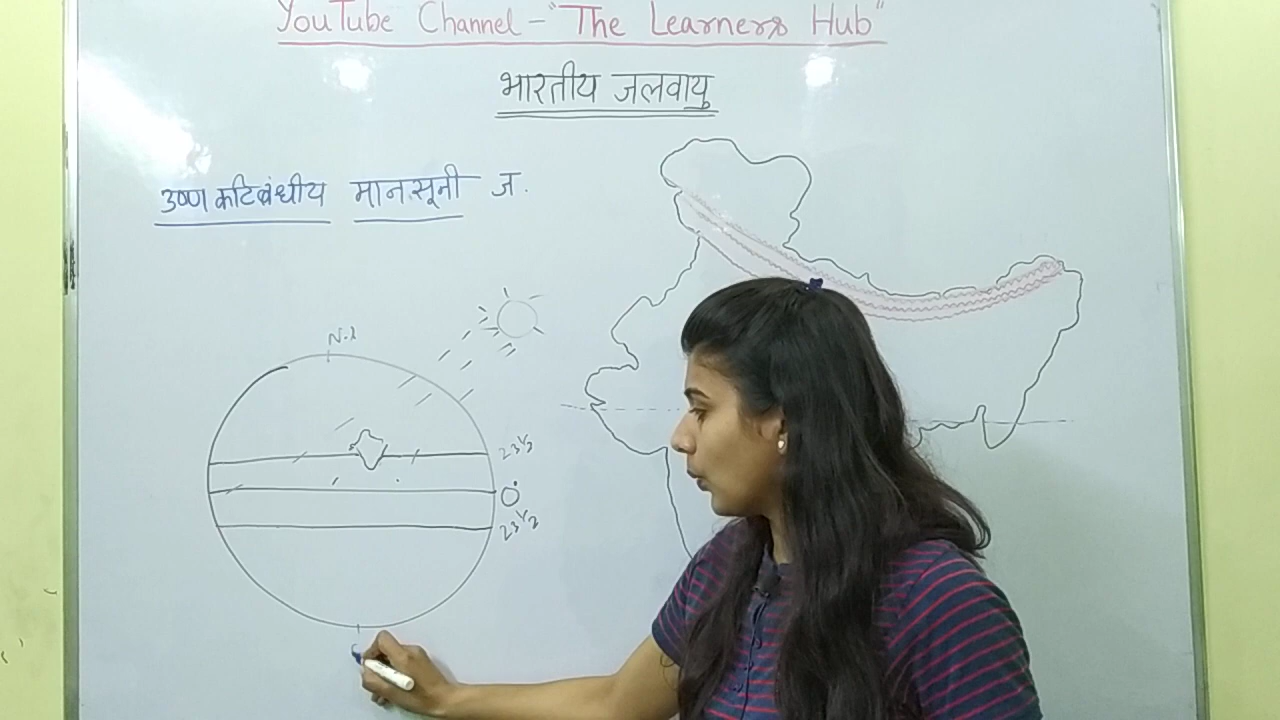 YouTube Channel - "The Learners Hub"
भारतीय जलवायु
उष्ण कटिबंधीय मानसूनी ज.
23½
0°
23½